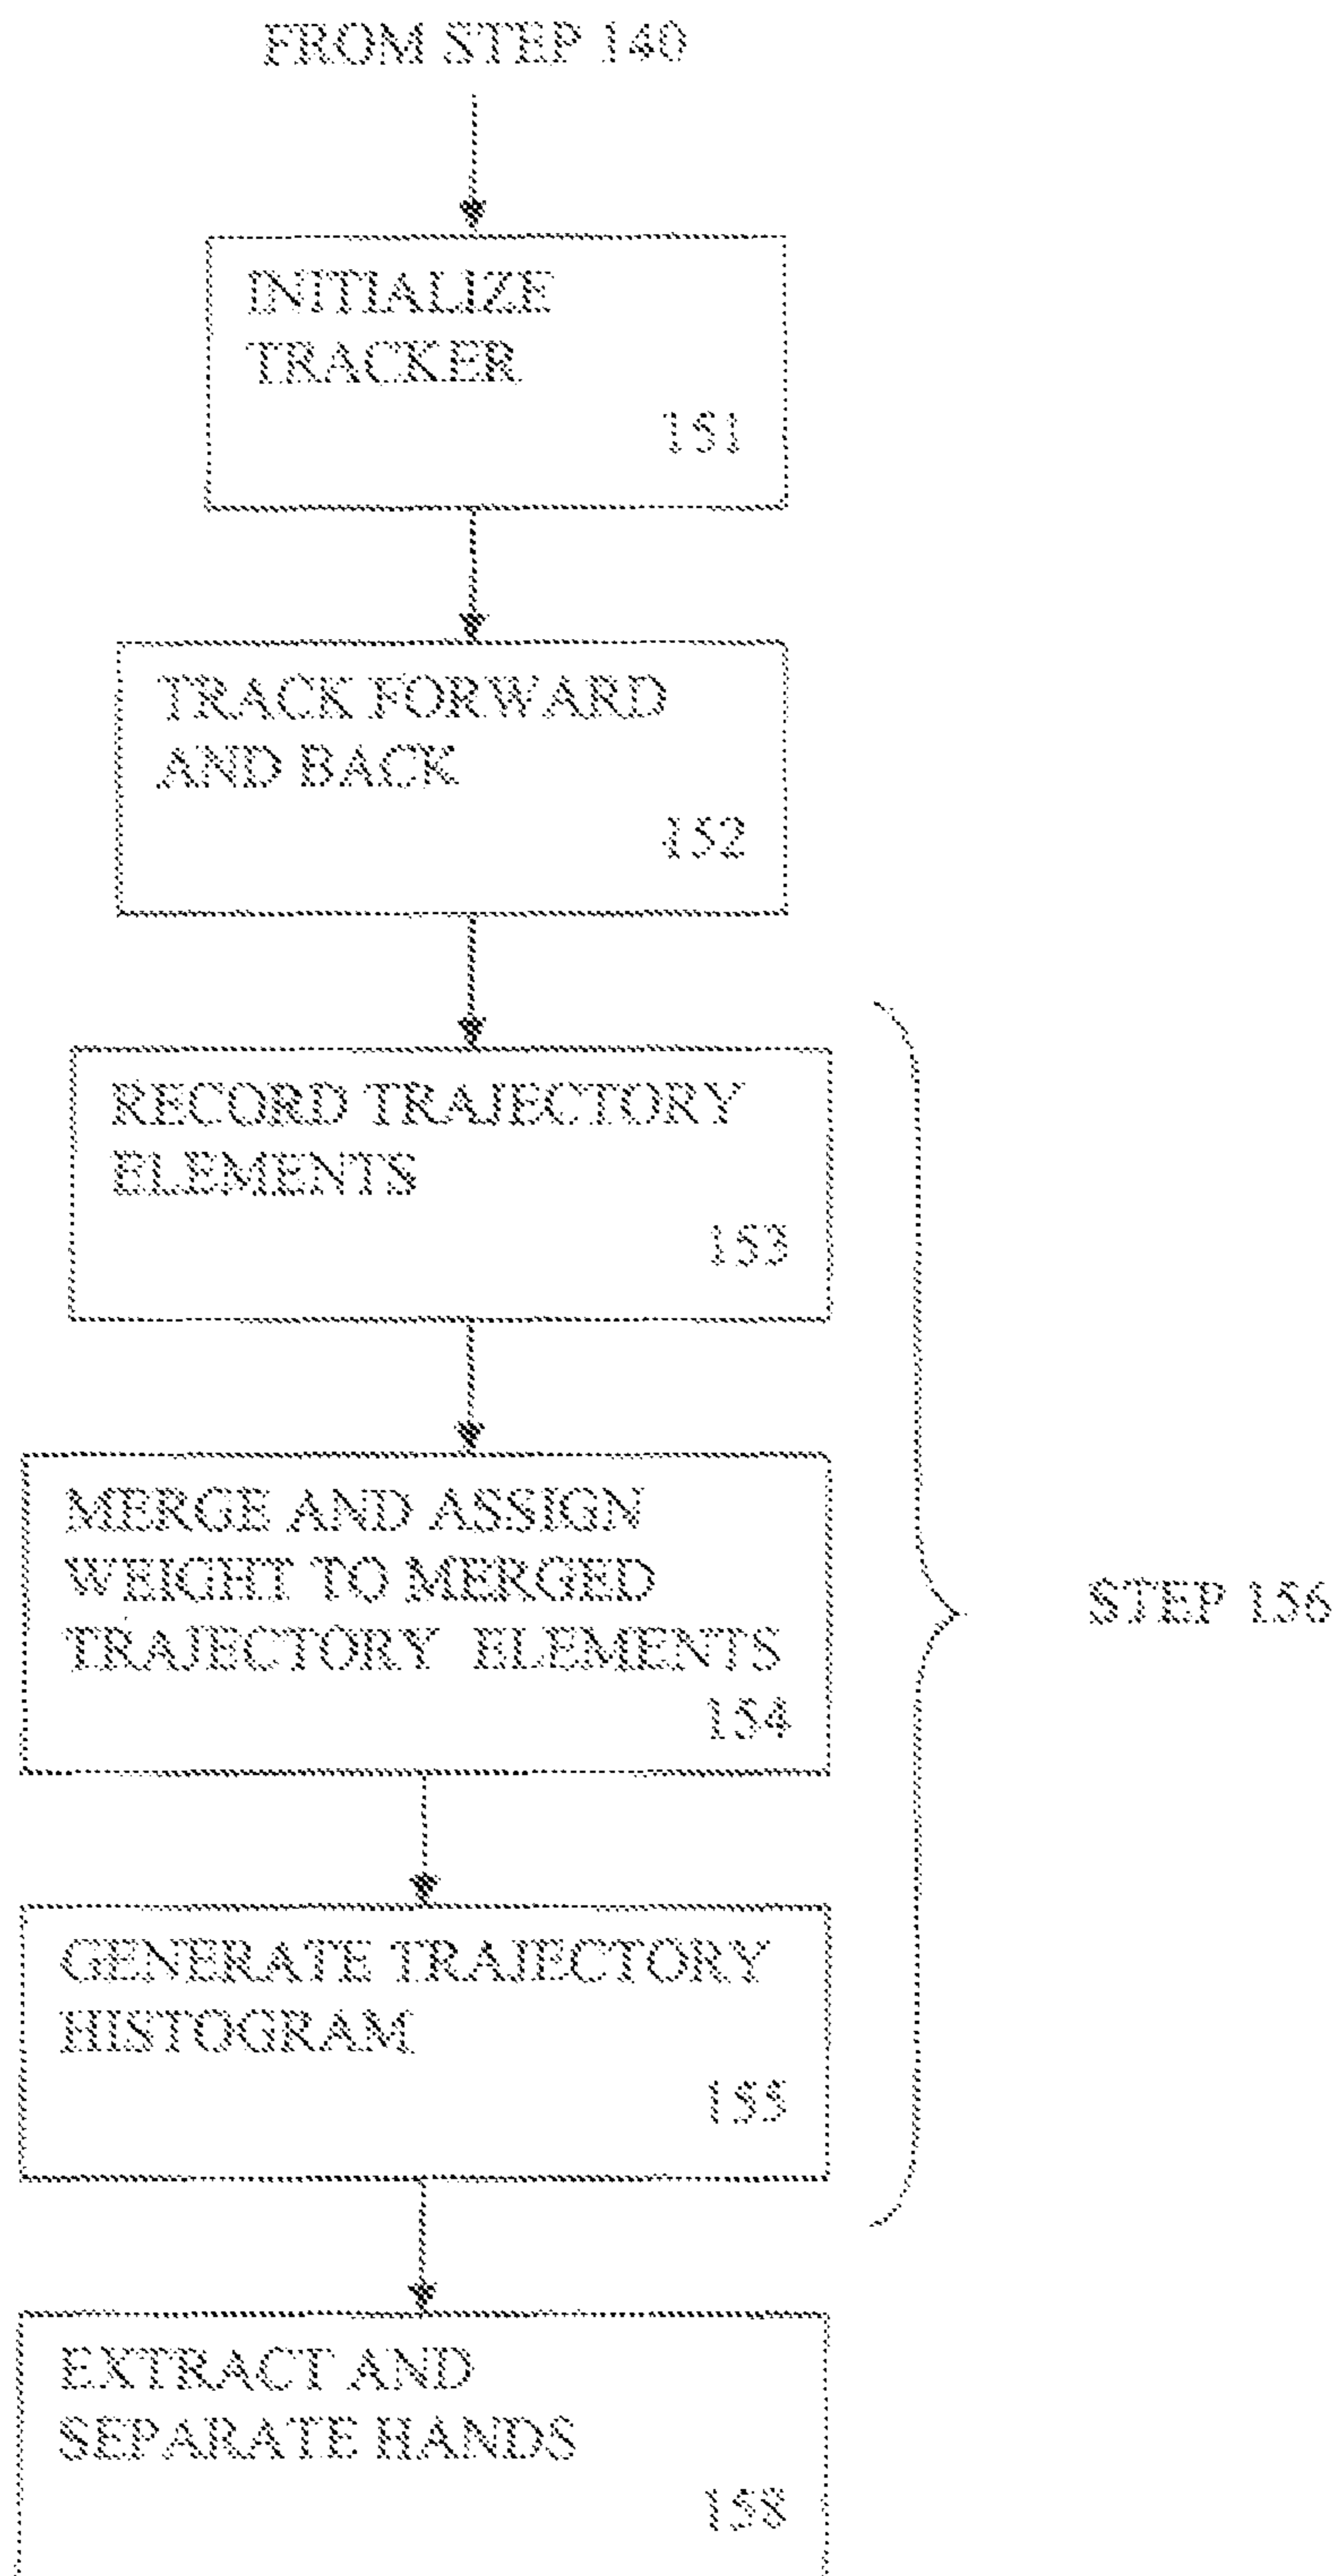 FROM STEP 140
INITIALIZE
TRACKER
151
TRACK FORWARD
AND BACK
152
RECORD TRAJECTORY
ELEMENTS
153
MERGE AND ASSIGN
WEIGHT TO MERGED
TRAJECTORY ELEMENTS
154
STEP 156
GENERATE TRAJECTORY
HISTOGRAM
155
EXTRACT AND
SEPARATE HANDS
158